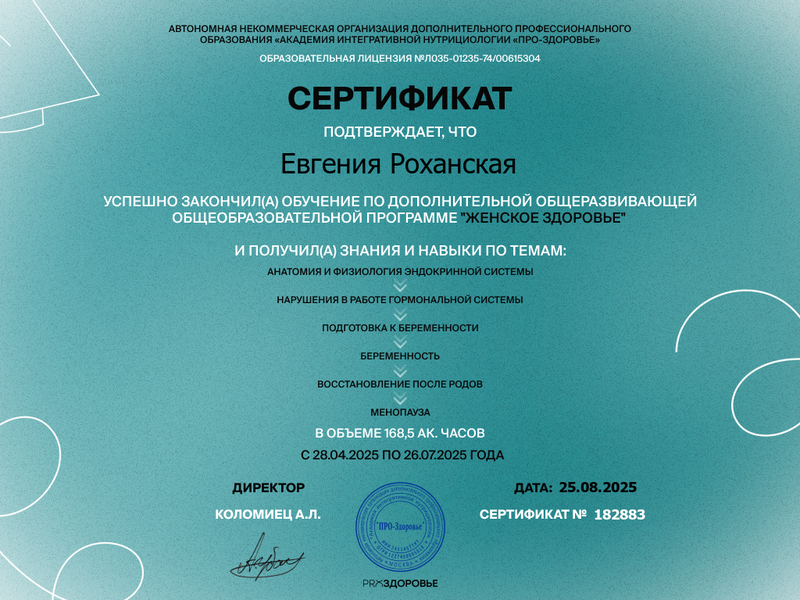 АВТОНОМНАЯ НЕКОММЕРЧЕСКАЯ ОРГАНИЗАЦИЯ ДОПОЛНИТЕЛЬНОГО ПРОФЕССИОНАЛЬНОГО
ОБРАЗОВАНИЯ «АКАДЕМИЯ ИНТЕГРАТИВНОЙ НУТРИЦИОЛОГИИ «ПРО-ЗДОРОВЬЕ»
ОБРАЗОВАТЕЛЬНАЯ ЛИЦЕНЗИЯ №Л035-01235-74/00615304
СЕРТИФИКАТ
ПОДТВЕРЖДАЕТ, ЧТО
Евгения Роханская
УСПЕШНО ЗАКОНЧИЛ(А) ОБУЧЕНИЕ ПО ДОПОЛНИТЕЛЬНОЙ ОБЩЕРАЗВИВАЮЩЕЙ
ОБЩЕОБРАЗОВАТЕЛЬНОЙ ПРОГРАММЕ "ЖЕНСКОЕ ЗДОРОВЬЕ"
И ПОЛУЧИЛ(А) ЗНАНИЯ И НАВЫКИ ПО ТЕМАМ:
АНАТОМИЯ И ФИЗИОЛОГИЯ ЭНДОКРИННОЙ СИСТЕМЫ
НАРУШЕНИЯ В РАБОТЕ ГОРМОНАЛЬНОЙ СИСТЕМЫ
ПОДГОТОВКА К БЕРЕМЕННОСТИ
БЕРЕМЕННОСТЬ
ВОССТАНОВЛЕНИЕ ПОСЛЕ РОДОВ
МЕНОПАУЗА
В ОБЪЕМЕ 168,5 АК. ЧАСОВ
С 28.04.2025 ПО 26.07.2025 ГОДА
ДИРЕКТОР
КОЛОМИЕЦ А.Л.
"ПРО-Здоровье"
МОСКВА
ДАТА: 25.08.2025
СЕРТИФИКАТ № 182883
PRОЗДОРОВЬЕ